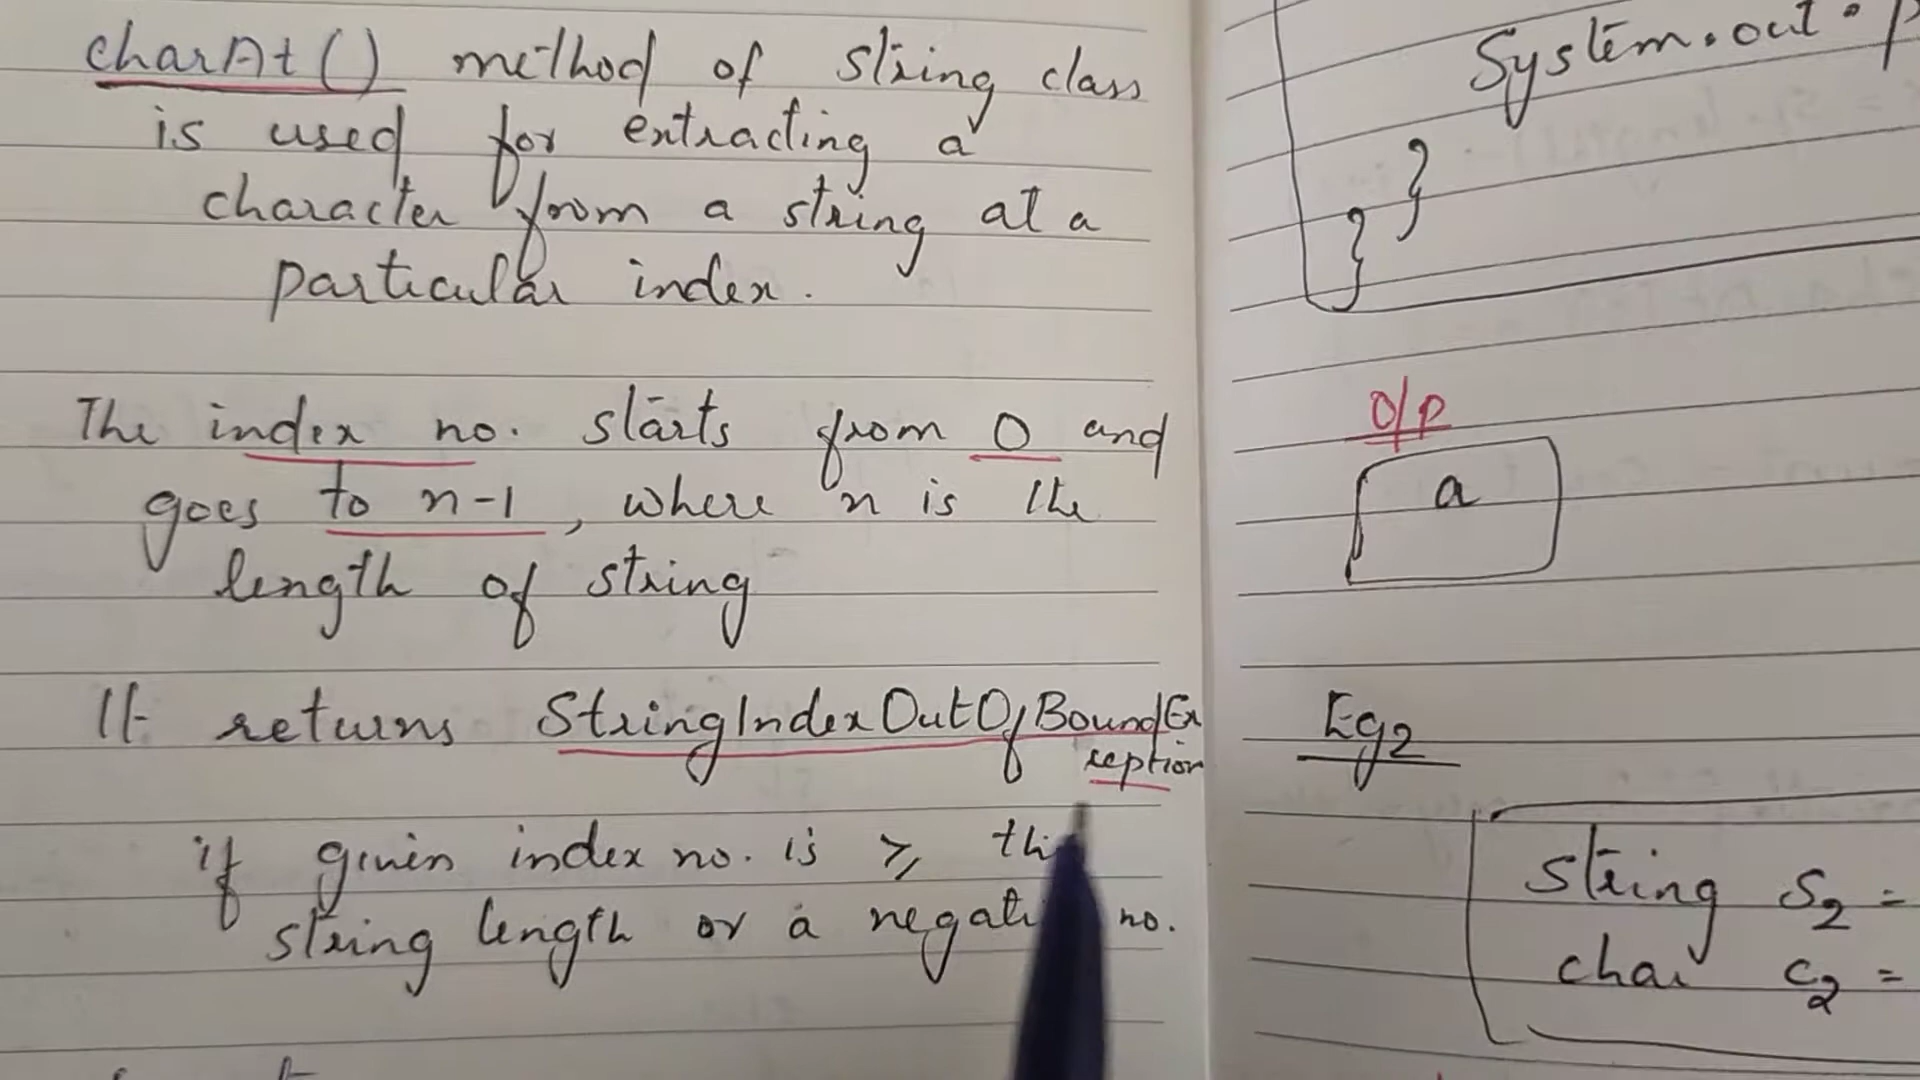 charAt() method of string class
is used for extracting a
character from a string at a
particular index.
The index no. starts from 0 and
goes to n-1, where n is the
length of string
It returns StringIndexOutOfBoundEx
ception
if given index no. is ⩾ the
string length or a negati no.
System.out.p
}
}
O/P
a
Eg2
String S2 =
char c2 =